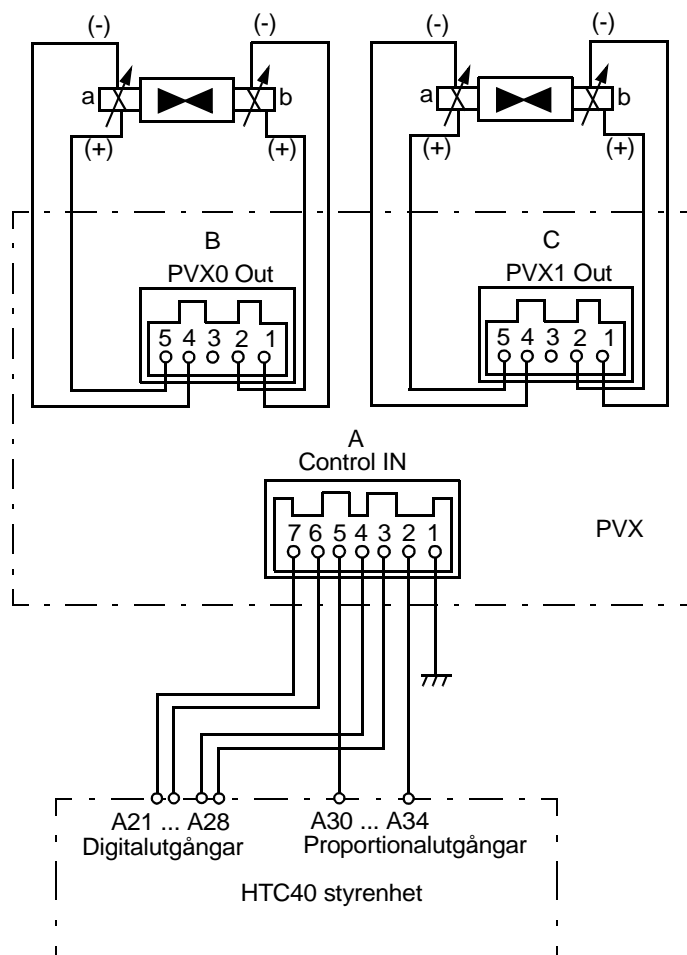 (-) (-) (-) (-)
a b a b
(+) (+) (+) (+)
B C
PVX0 Out PVX1 Out
5 4 3 2 1 5 4 3 2 1
A
Control IN
7 6 5 4 3 2 1 PVX
A21 ... A28 A30 ... A34
Digitalutgångar Proportionalutgångar
HTC40 styrenhet